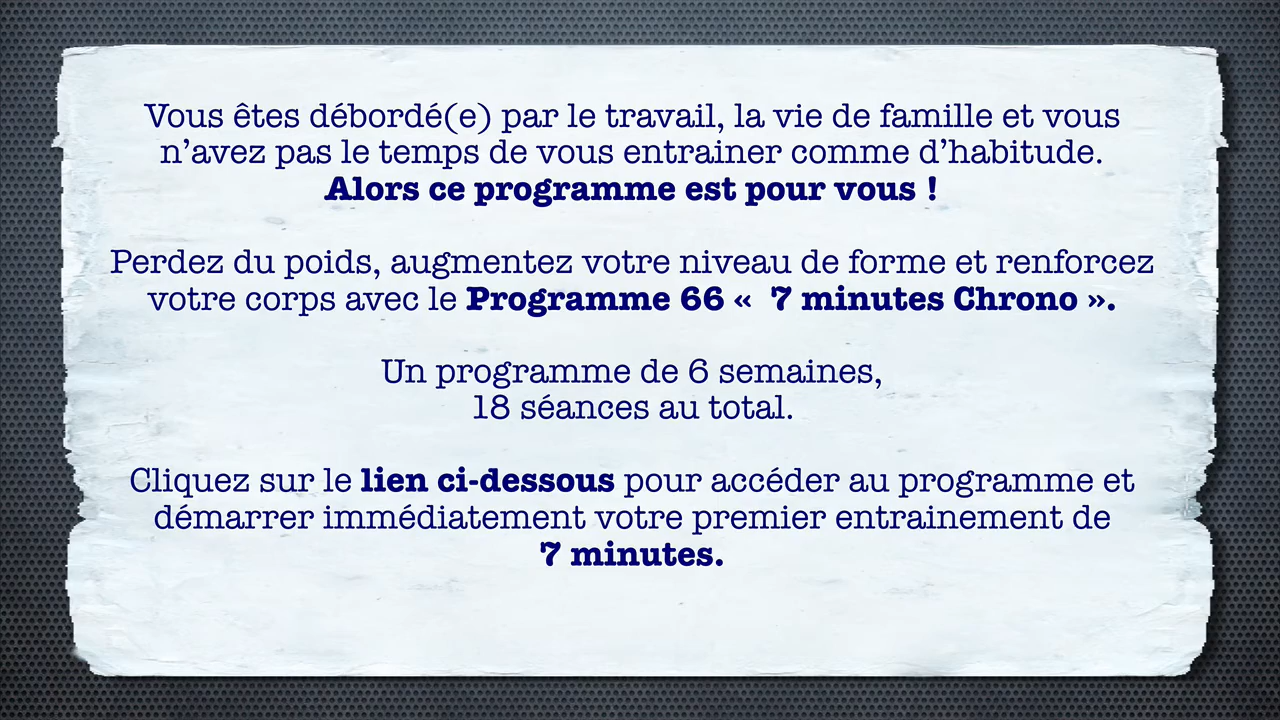 Vous êtes débordé(e) par le travail, la vie de famille et vous
n’avez pas le temps de vous entrainer comme d’habitude.
Alors ce programme est pour vous !
Perdez du poids, augmentez votre niveau de forme et renforcez
votre corps avec le Programme 66 «  7 minutes Chrono ».
Un programme de 6 semaines,
18 séances au total.
Cliquez sur le lien ci-dessous pour accéder au programme et
démarrer immédiatement votre premier entrainement de
7 minutes.